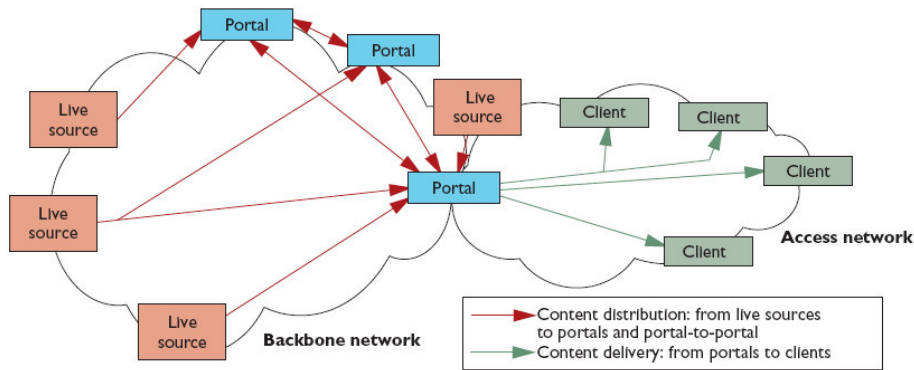 Portal
Portal
Live
source
Live
source
Client
Client
Client
Portal
Live
source
Client
Access network
Live
source
Backbone network
Content distribution: from live sources
to portals and portal-to-portal
Content delivery: from portals to clients